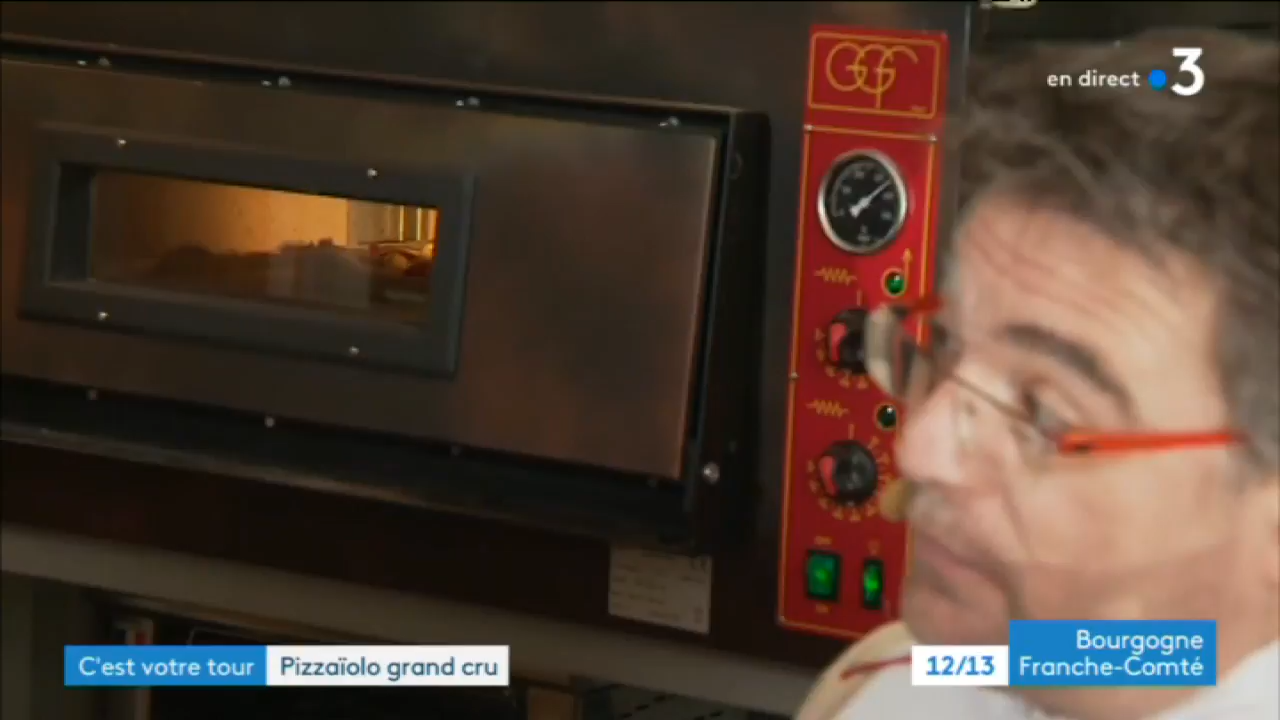 GGF
en direct 3
C'est votre tour Pizzaïolo grand cru
12/13 Bourgogne
Franche-Comté